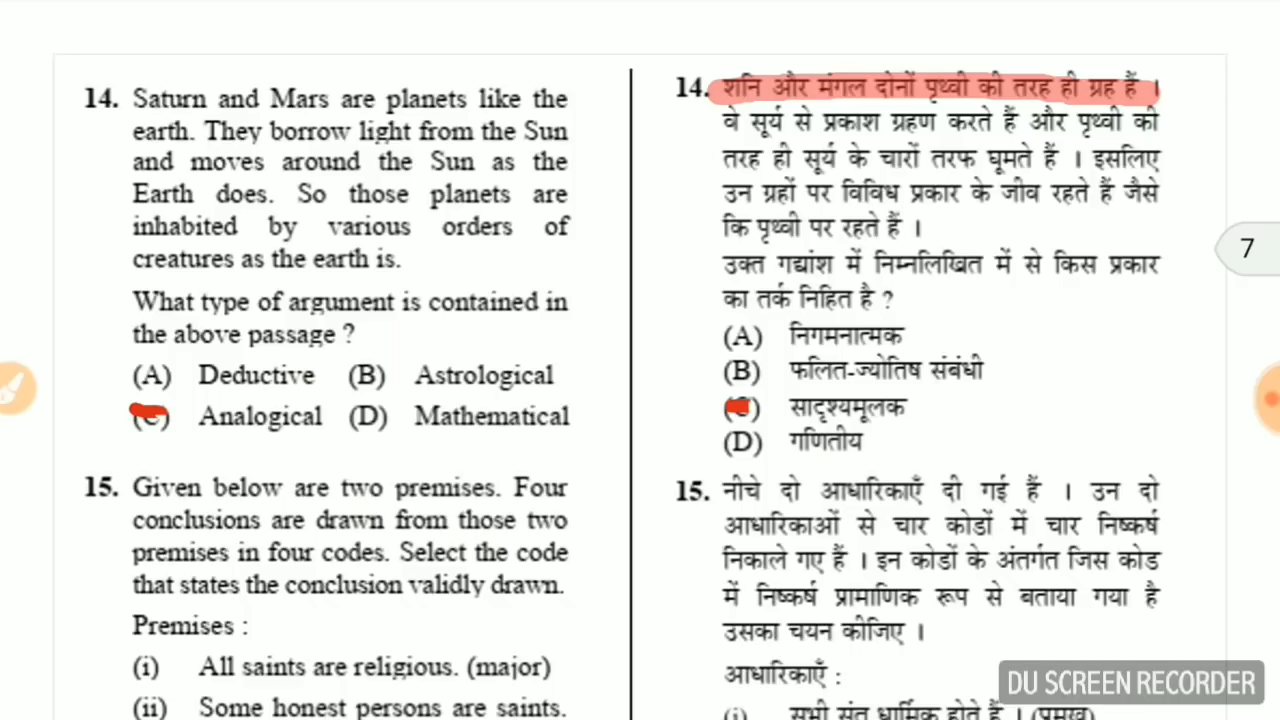 14. Saturn and Mars are planets like the
earth. They borrow light from the Sun
and moves around the Sun as the
Earth does. So those planets are
inhabited by various orders of
creatures as the earth is.
What type of argument is contained in
the above passage ?
(A) Deductive (B) Astrological
(C) Analogical (D) Mathematical
15. Given below are two premises. Four
conclusions are drawn from those two
premises in four codes. Select the code
that states the conclusion validly drawn.
Premises :
(i) All saints are religious. (major)
(ii) Some honest persons are saints.
14. शनि और मंगल दोनों पृथ्वी की तरह ही ग्रह हैं ।
वे सूर्य से प्रकाश ग्रहण करते हैं और पृथ्वी की
तरह ही सूर्य के चारों तरफ घूमते हैं । इसलिए
उन ग्रहों पर विविध प्रकार के जीव रहते हैं जैसे
कि पृथ्वी पर रहते हैं ।
उक्त गद्यांश में निम्नलिखित में से किस प्रकार
का तर्क निहित है ?
(A) निगमनात्मक
(B) फलित-ज्योतिष संबंधी
(C) सादृश्यमूलक
(D) गणितीय
15. नीचे दो आधारिकाएँ दी गई हैं । उन दो
आधारिकाओं से चार कोडों में चार निष्कर्ष
निकाले गए हैं । इन कोडों के अंतर्गत जिस कोड
में निष्कर्ष प्रामाणिक रूप से बताया गया है
उसका चयन कीजिए ।
आधारिकाएँ :
(i) सभी संत धार्मिक होते हैं । (प्रमुख)
7
DU SCREEN RECORDER